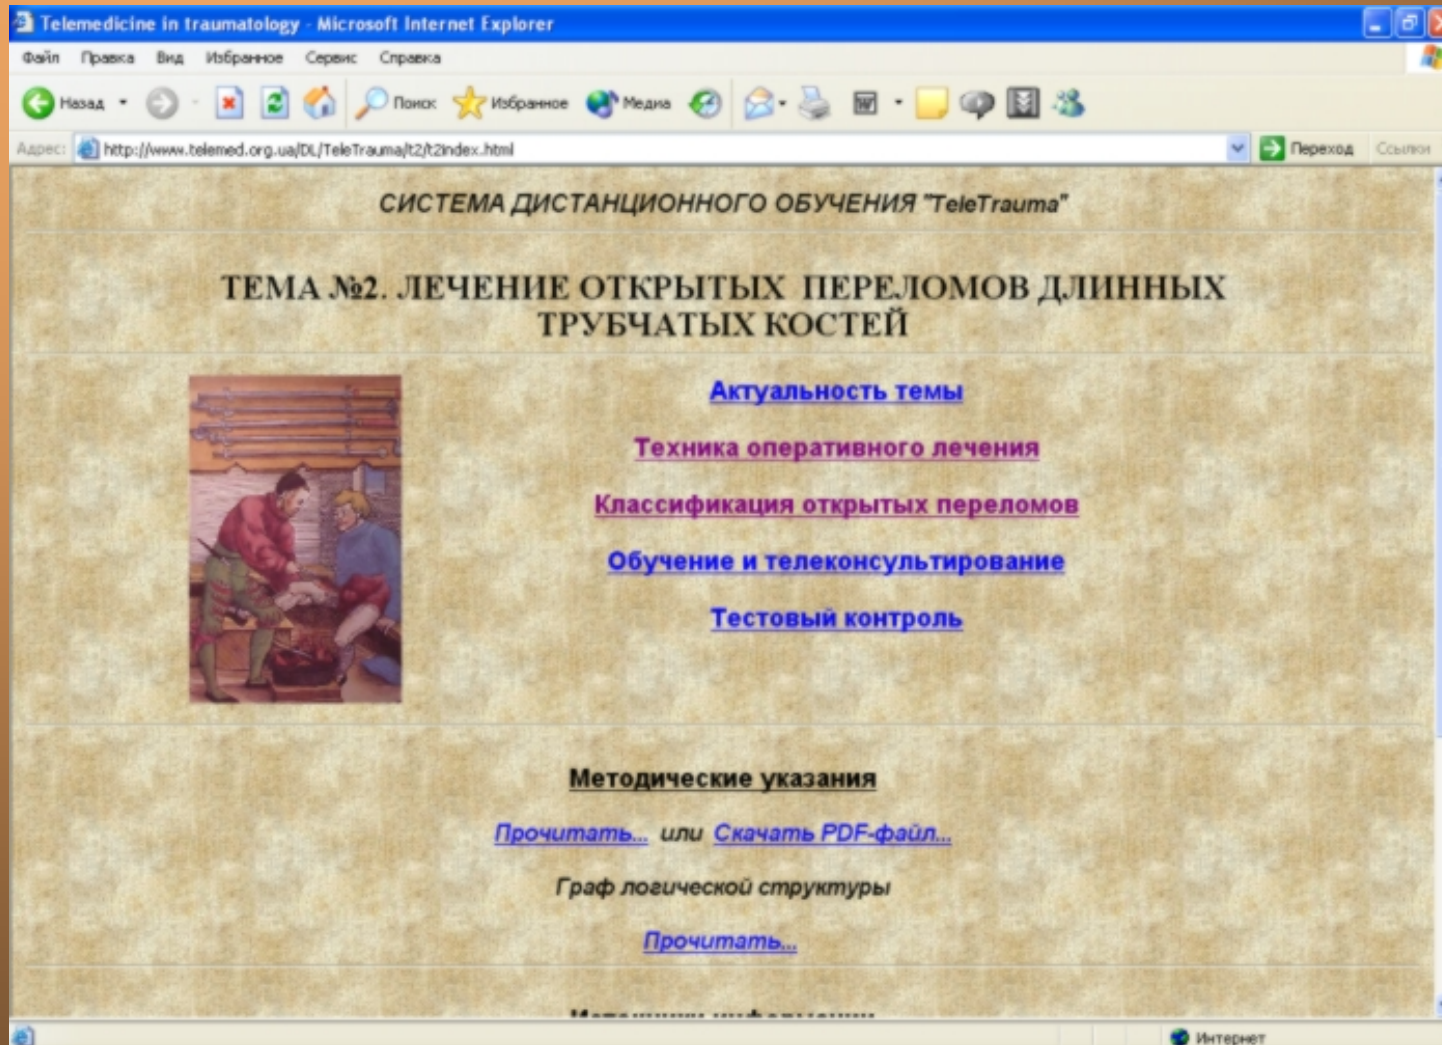 Telemedicine in traumatology - Microsoft Internet Explorer
Файл Правка Вид Избранное Сервис Справка
Назад Поиск Избранное Медиа
Адрес: http://www.telemed.org.ua/DL/TeleTrauma/t2/t2index.html Переход Ссылки
СИСТЕМА ДИСТАНЦИОННОГО ОБУЧЕНИЯ "TeleTrauma"
ТЕМА №2. ЛЕЧЕНИЕ ОТКРЫТЫХ ПЕРЕЛОМОВ ДЛИННЫХ
ТРУБЧАТЫХ КОСТЕЙ
Актуальность темы
Техника оперативного лечения
Классификация открытых переломов
Обучение и телеконсультирование
Тестовый контроль
Методические указания
Прочитать... или Скачать PDF-файл...
Граф логической структуры
Прочитать...
Интернет